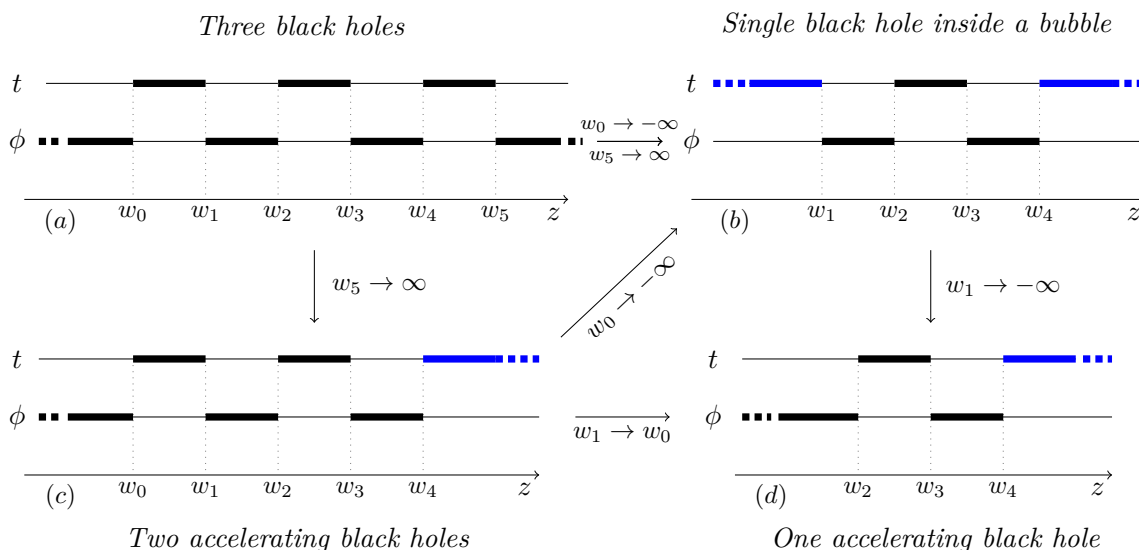 Three black holes
Single black hole inside a bubble
t
ϕ
w₀ w₁ w₂ w₃ w₄ w₅ z
(a)
w₀ → −∞
w₅ → ∞
t
ϕ
w₁ w₂ w₃ w₄ z
(b)
w₅ → ∞
w₀ → −∞
w₁ → −∞
t
ϕ
w₀ w₁ w₂ w₃ w₄ z
(c)
w₁ → w₀
t
ϕ
w₂ w₃ w₄ z
(d)
Two accelerating black holes
One accelerating black hole